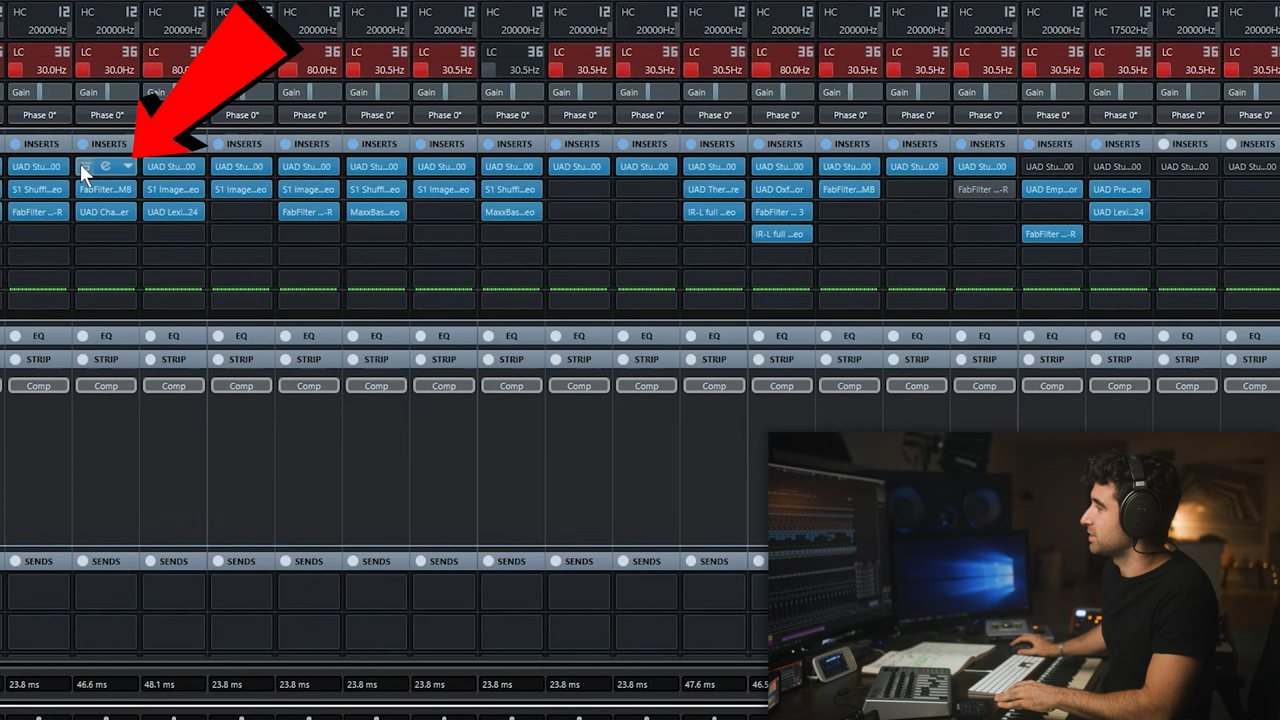 HC 12 HC 12 HC 12 HC 12 HC 12 HC 12 HC 12 HC 12 HC 12 HC 12 HC 12 HC 12 HC 12 HC 12 HC 12 HC 12 HC 12 HC
20000Hz 20000Hz 20000Hz 20000Hz 20000Hz 20000Hz 20000Hz 20000Hz 20000Hz 20000Hz 20000Hz 20000Hz 20000Hz 20000Hz 17502Hz 20000Hz 20000H
LC 36 LC 36 LC 36 LC 36 LC 36 LC 36 LC 36 LC 36 LC 36 LC 36 LC 36 LC 36 LC 36 LC 36 LC 36 LC 36 LC
30.0Hz 30.0Hz 80.0 80.0Hz 30.5Hz 30.5Hz 30.5Hz 30.5Hz 30.5Hz 30.5Hz 80.0Hz 30.5Hz 30.5Hz 30.5Hz 30.5Hz 30.5Hz 30.5Hz 30.5H
Gain Gain Gain Gain Gain Gain Gain Gain Gain Gain Gain Gain Gain Gain Gain Gain Gain
Phase 0° Phase 0° Phase 0° Phase 0° Phase 0° Phase 0° Phase 0° Phase 0° Phase 0° Phase 0° Phase 0° Phase 0° Phase 0° Phase 0° Phase 0° Phase 0° Phase 0° Phase 0°
INSERTS INSERTS INSERTS INSERTS INSERTS INSERTS INSERTS INSERTS INSERTS INSERTS INSERTS INSERTS INSERTS INSERTS INSERTS INSERTS INSERTS
UAD Stu...00 e UAD Stu...00 UAD Stu...00 UAD Stu...00 UAD Stu...00 UAD Stu...00 UAD Stu...00 UAD Stu...00 UAD Stu...00 UAD Stu...00 UAD Stu...00 UAD Stu...00 UAD Stu...00 UAD Stu...00 UAD Stu...00 UAD Stu...00 UAD Stu...00 UAD Stu...00
S1 Shuffl...eo FabFilter...MB S1 Image...eo S1 Image...eo S1 Image...eo S1 Shuffl...eo S1 Image...eo S1 Shuffl...eo UAD Ther...re UAD Oxf...or FabFilter...MB FabFilter ...-R UAD Emp...or UAD Pre...eo
FabFilter ...-R UAD Cha...er UAD Lexi...24 FabFilter ...-R MaxxBas...eo MaxxBas...eo IR-L full ...eo FabFilter ... 3 UAD Lexi...24
IR-L full ...eo FabFilter ...-R
EQ EQ EQ EQ EQ EQ EQ EQ EQ EQ EQ EQ EQ EQ EQ EQ EQ EQ EQ
STRIP STRIP STRIP STRIP STRIP STRIP STRIP STRIP STRIP STRIP STRIP STRIP STRIP STRIP STRIP STRIP STRIP STRIP STRIP
Comp Comp Comp Comp Comp Comp Comp Comp Comp Comp Comp Comp Comp Comp Comp Comp Comp Comp Comp
SENDS SENDS SENDS SENDS SENDS SENDS SENDS SENDS SENDS SENDS SENDS
23.8 ms 46.6 ms 48.1 ms 23.8 ms 23.8 ms 23.8 ms 23.8 ms 23.8 ms 23.8 ms 23.8 ms 47.6 ms 46.5